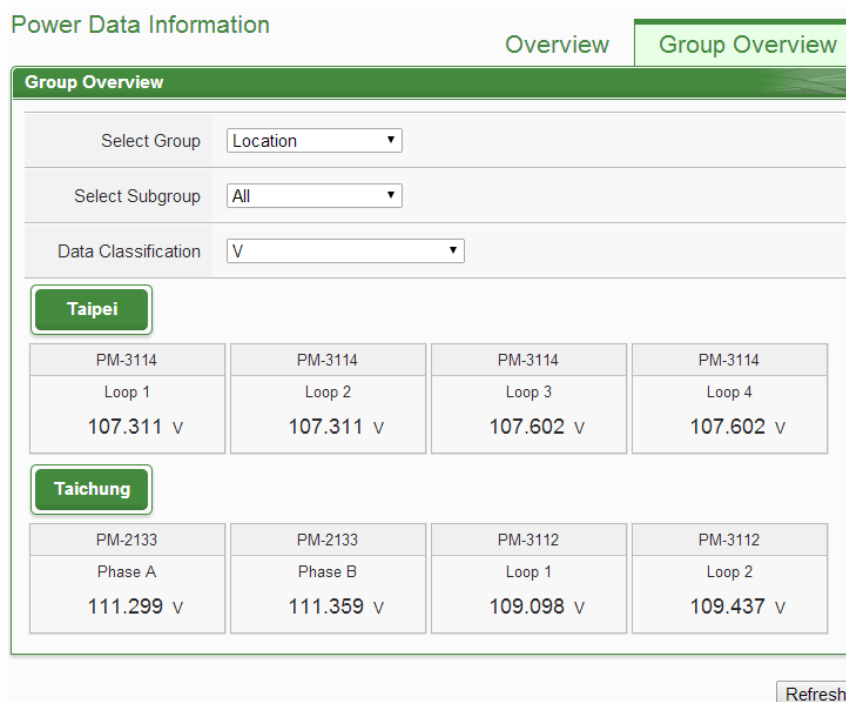 Power Data Information
Overview Group Overview
Group Overview
Select Group Location
Select Subgroup All
Data Classification V
Taipei
PM-3114 PM-3114 PM-3114 PM-3114
Loop 1 Loop 2 Loop 3 Loop 4
107.311 V 107.311 V 107.602 V 107.602 V
Taichung
PM-2133 PM-2133 PM-3112 PM-3112
Phase A Phase B Loop 1 Loop 2
111.299 V 111.359 V 109.098 V 109.437 V
Refresh